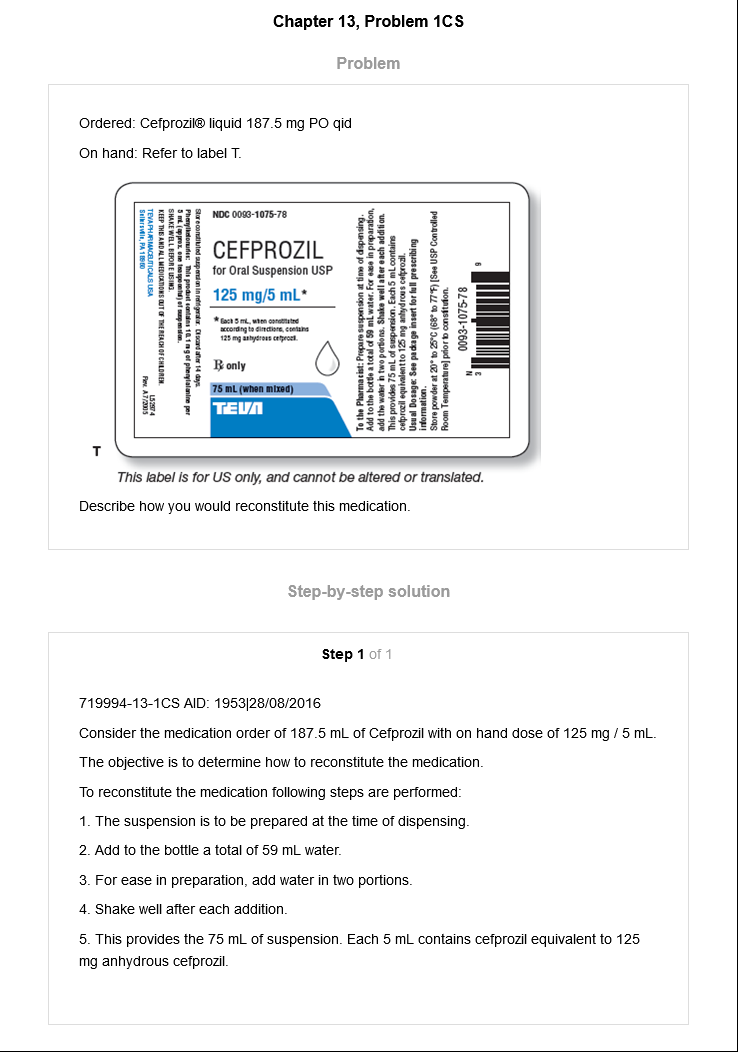 Chapter 13, Problem 1CS
Problem
Ordered: Cefprozil® liquid 187.5 mg PO qid
On hand: Refer to label T.
Store constituted suspension in refrigerator. Discard after 14 days.
Phenylketonurics: This product contains 10.1 mg of phenylalanine per
5 mL (approx. one teaspoonful) of suspension.
SHAKE WELL BEFORE USING.
KEEP THIS AND ALL MEDICATIONS OUT OF THE REACH OF CHILDREN.
TEVA PHARMACEUTICALS USA
Sellersville, PA 18960
Rev. A 7/2005
NDC 0093-1075-78
CEFPROZIL
for Oral Suspension USP
125 mg/5 mL*
* Each 5 mL, when constituted
according to directions, contains
125 mg anhydrous cefprozil.
℞ only
75 mL (when mixed)
TEVA
To the Pharmacist: Prepare suspension at time of dispensing.
Add to the bottle a total of 59 mL water. For ease in preparation,
add the water in two portions. Shake well after each addition.
This provides 75 mL of suspension. Each 5 mL contains
cefprozil equivalent to 125 mg anhydrous cefprozil.
Usual Dosage: See package insert for full prescribing
information.
Store powder at 20° to 25°C (68° to 77°F) [See USP Controlled
Room Temperature] prior to constitution.
N
3
0093-1075-78
9
T
This label is for US only, and cannot be altered or translated.
Describe how you would reconstitute this medication.
Step-by-step solution
Step 1 of 1
719994-13-1CS AID: 1953|28/08/2016
Consider the medication order of 187.5 mL of Cefprozil with on hand dose of 125 mg / 5 mL.
The objective is to determine how to reconstitute the medication.
To reconstitute the medication following steps are performed:
1. The suspension is to be prepared at the time of dispensing.
2. Add to the bottle a total of 59 mL water.
3. For ease in preparation, add water in two portions.
4. Shake well after each addition.
5. This provides the 75 mL of suspension. Each 5 mL contains cefprozil equivalent to 125
mg anhydrous cefprozil.